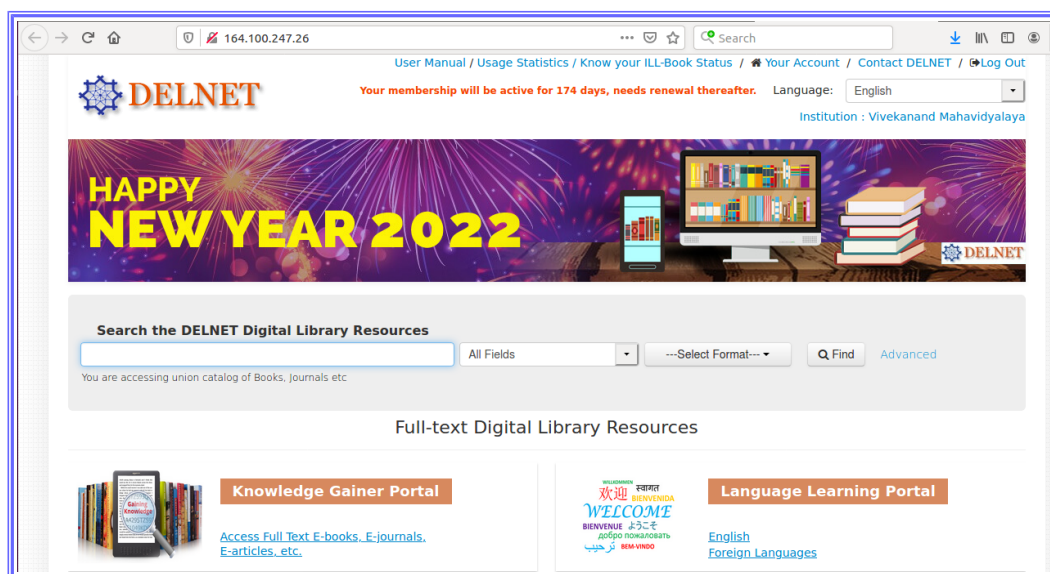 164.100.247.26
Search
User Manual / Usage Statistics / Know your ILL-Book Status / Your Account / Contact DELNET / Log Out
DELNET
Your membership will be active for 174 days, needs renewal thereafter. Language: English
Institution : Vivekanand Mahavidyalaya
HAPPY
NEW YEAR 2022
DELNET
Search the DELNET Digital Library Resources
All Fields
---Select Format---
Find
Advanced
You are accessing union catalog of Books, Journals etc
Full-text Digital Library Resources
Gaining
Knowledge
Knowledge Gainer Portal
Access Full Text E-books, E-journals,
E-articles, etc.
WILLKOMMEN
स्वागत
欢迎 BIENVENIDA
WELCOME
BIENVENUE ようこそ
добро пожаловать
ترحيب BEM-VINDO
Language Learning Portal
English
Foreign Languages